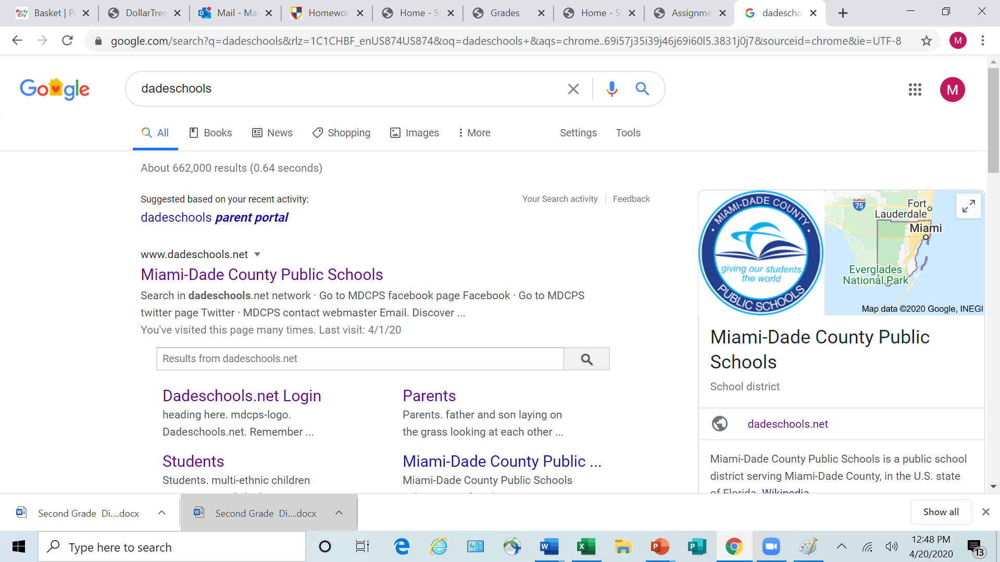 Basket | P
DollarTree
Mail - Ma
Homewor
Home - S
Grades
Home - S
Assignme
dadescho
google.com/search?q=dadeschools&rlz=1C1CHBF_enUS874US874&oq=dadeschools+&aqs=chrome..69i57j35i39j46j69i60l5.3831j0j7&sourceid=chrome&ie=UTF-8
M
Google
dadeschools
M
All
Books
News
Shopping
Images
More
Settings
Tools
About 662,000 results (0.64 seconds)
Suggested based on your recent activity:
Your Search activity
Feedback
dadeschools parent portal
www.dadeschools.net
Miami-Dade County Public Schools
Search in dadeschools.net network · Go to MDCPS facebook page Facebook · Go to MDCPS
twitter page Twitter · MDCPS contact webmaster Email. Discover ...
You've visited this page many times. Last visit: 4/1/20
Results from dadeschools.net
Dadeschools.net Login
heading here. mdcps-logo.
Dadeschools.net. Remember ...
Parents
Parents. father and son laying on
the grass looking at each other ...
Students
Students. multi-ethnic children
Miami-Dade County Public ...
Miami-Dade County Public Schools
MIAMI-DADE COUNTY
giving our students
the world
PUBLIC SCHOOLS
75
Fort
Lauderdale
Miami
Everglades
National Park
Map data ©2020 Google, INEGI
Miami-Dade County Public
Schools
School district
dadeschools.net
Miami-Dade County Public Schools is a public school
district serving Miami-Dade County, in the U.S. state
of Florida. Wikipedia
Second Grade Di....docx
Second Grade Di....docx
Show all
Type here to search
12:48 PM
4/20/2020
13